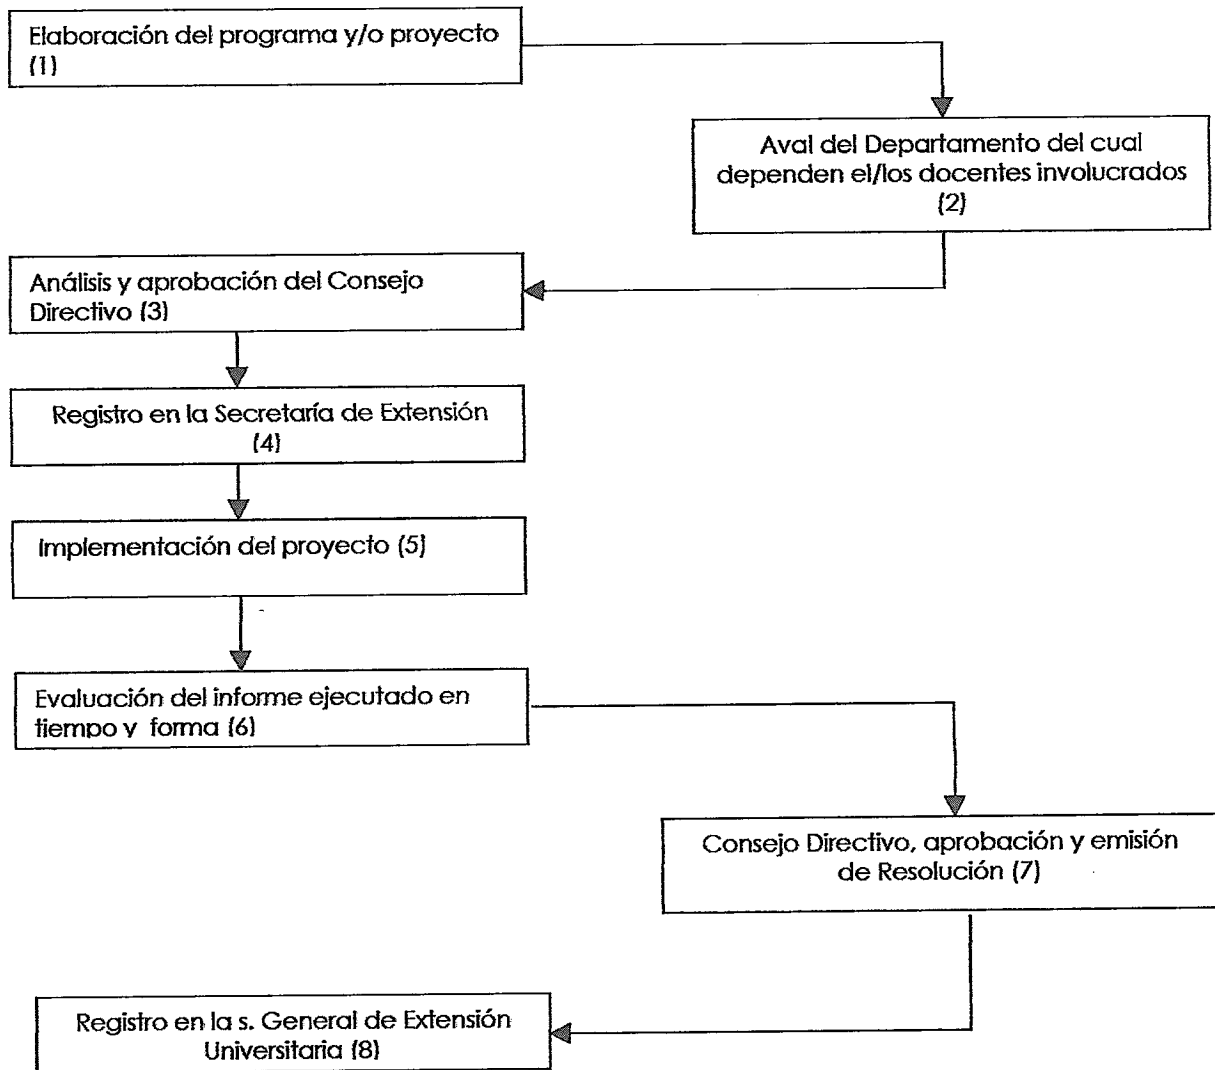 Elaboración del programa y/o proyecto
(1)
Aval del Departamento del cual
dependen el/los docentes involucrados
(2)
Análisis y aprobación del Consejo
Directivo (3)
Registro en la Secretaría de Extensión
(4)
Implementación del proyecto (5)
Evaluación del informe ejecutado en
tiempo y forma (6)
Consejo Directivo, aprobación y emisión
de Resolución (7)
Registro en la s. General de Extensión
Universitaria (8)